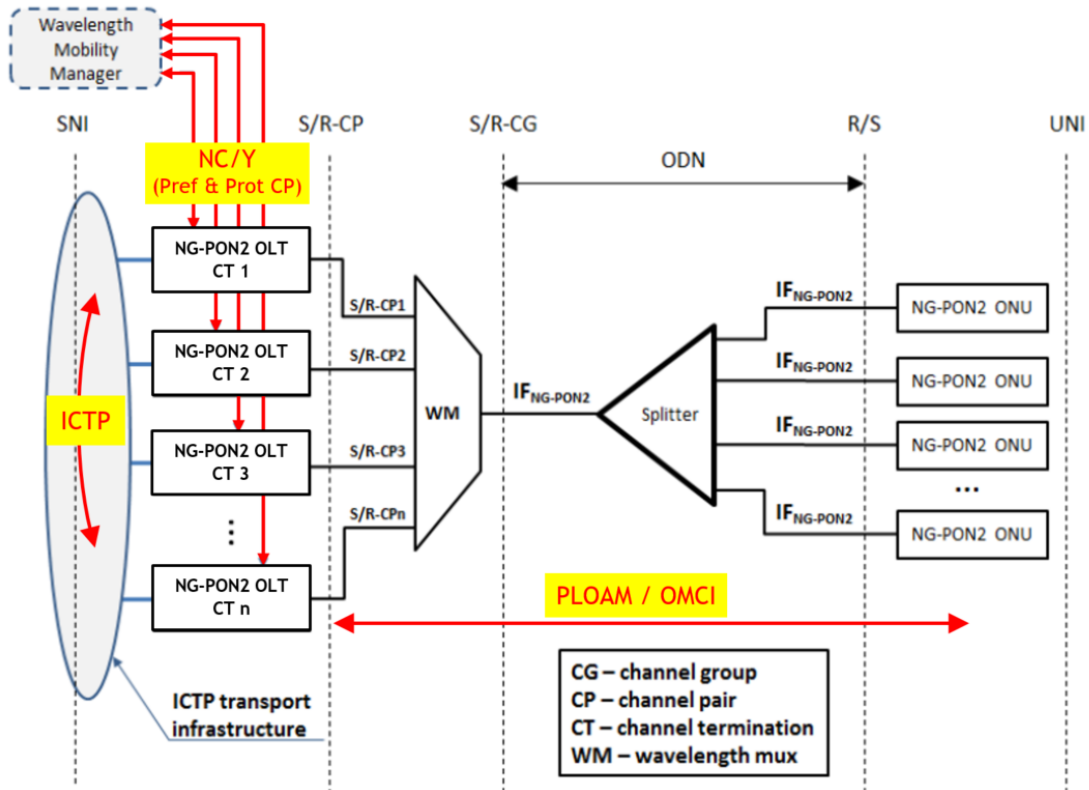 Wavelength
Mobility
Manager
SNI
S/R-CP
S/R-CG
R/S
UNI
ODN
NC/Y
(Pref & Prot CP)
NG-PON2 OLT
CT 1
NG-PON2 OLT
CT 2
NG-PON2 OLT
CT 3
...
NG-PON2 OLT
CT n
ICTP
S/R-CP1
S/R-CP2
S/R-CP3
S/R-CPn
WM
IFNG-PON2
Splitter
IFNG-PON2
IFNG-PON2
IFNG-PON2
IFNG-PON2
NG-PON2 ONU
NG-PON2 ONU
NG-PON2 ONU
...
NG-PON2 ONU
PLOAM / OMCI
ICTP transport
infrastructure
CG – channel group
CP – channel pair
CT – channel termination
WM – wavelength mux